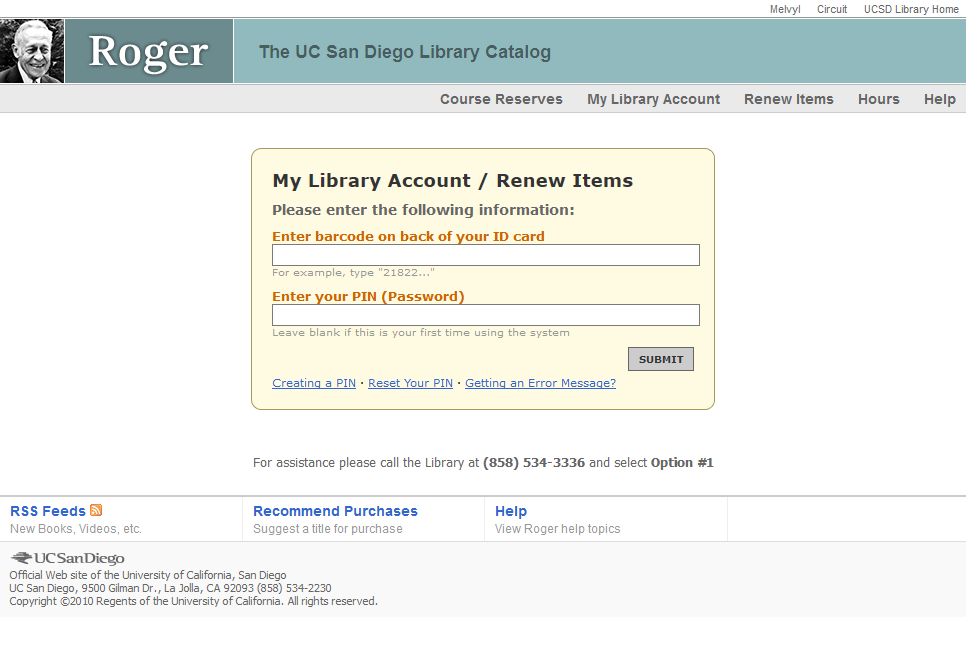 Melvyl Circuit UCSD Library Home
Roger The UC San Diego Library Catalog
Course Reserves My Library Account Renew Items Hours Help
My Library Account / Renew Items
Please enter the following information:
Enter barcode on back of your ID card
For example, type "21822..."
Enter your PIN (Password)
Leave blank if this is your first time using the system
SUBMIT
Creating a PIN · Reset Your PIN · Getting an Error Message?
For assistance please call the Library at (858) 534-3336 and select Option #1
RSS Feeds Recommend Purchases Help
New Books, Videos, etc. Suggest a title for purchase View Roger help topics
UC San Diego
Official Web site of the University of California, San Diego
UC San Diego, 9500 Gilman Dr., La Jolla, CA 92093 (858) 534-2230
Copyright ©2010 Regents of the University of California. All rights reserved.